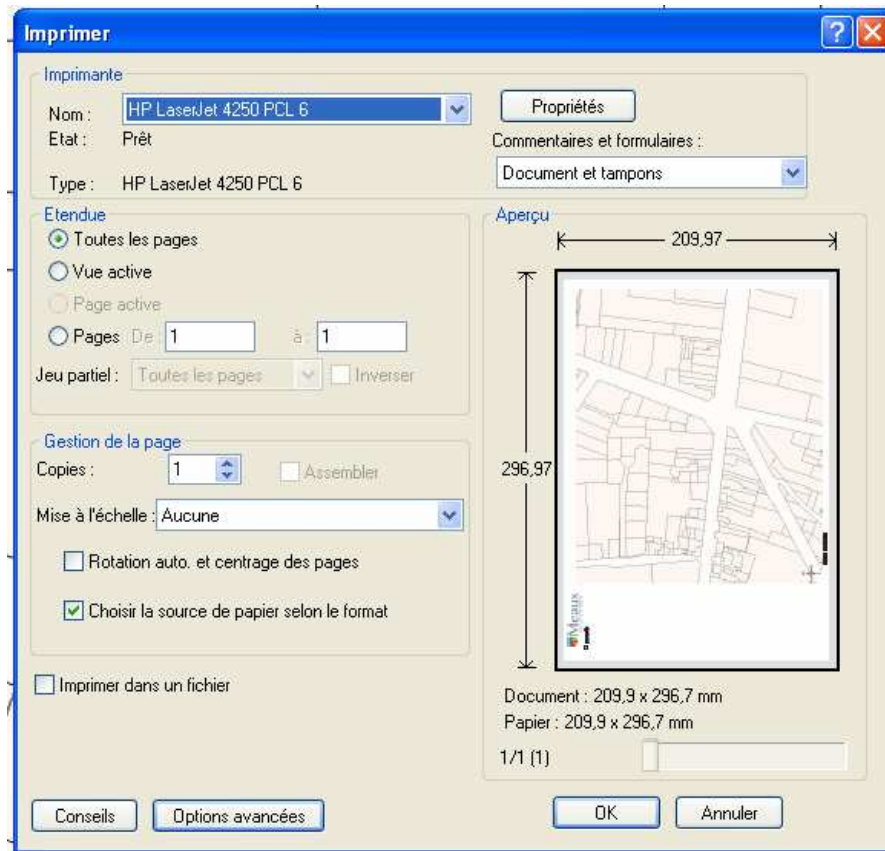 Imprimer
Imprimante
Nom : HP LaserJet 4250 PCL 6
Propriétés
Etat : Prêt
Commentaires et formulaires :
Type : HP LaserJet 4250 PCL 6
Document et tampons
Etendue
Toutes les pages
Vue active
Page active
Pages De : 1 à : 1
Jeu partiel : Toutes les pages Inverser
Gestion de la page
Copies : 1 Assembler
Mise à l'échelle : Aucune
Rotation auto. et centrage des pages
Choisir la source de papier selon le format
Imprimer dans un fichier
Aperçu
209,97
296,97
Meaux
Document : 209,9 x 296,7 mm
Papier : 209,9 x 296,7 mm
1/1 (1)
Conseils Options avancées OK Annuler